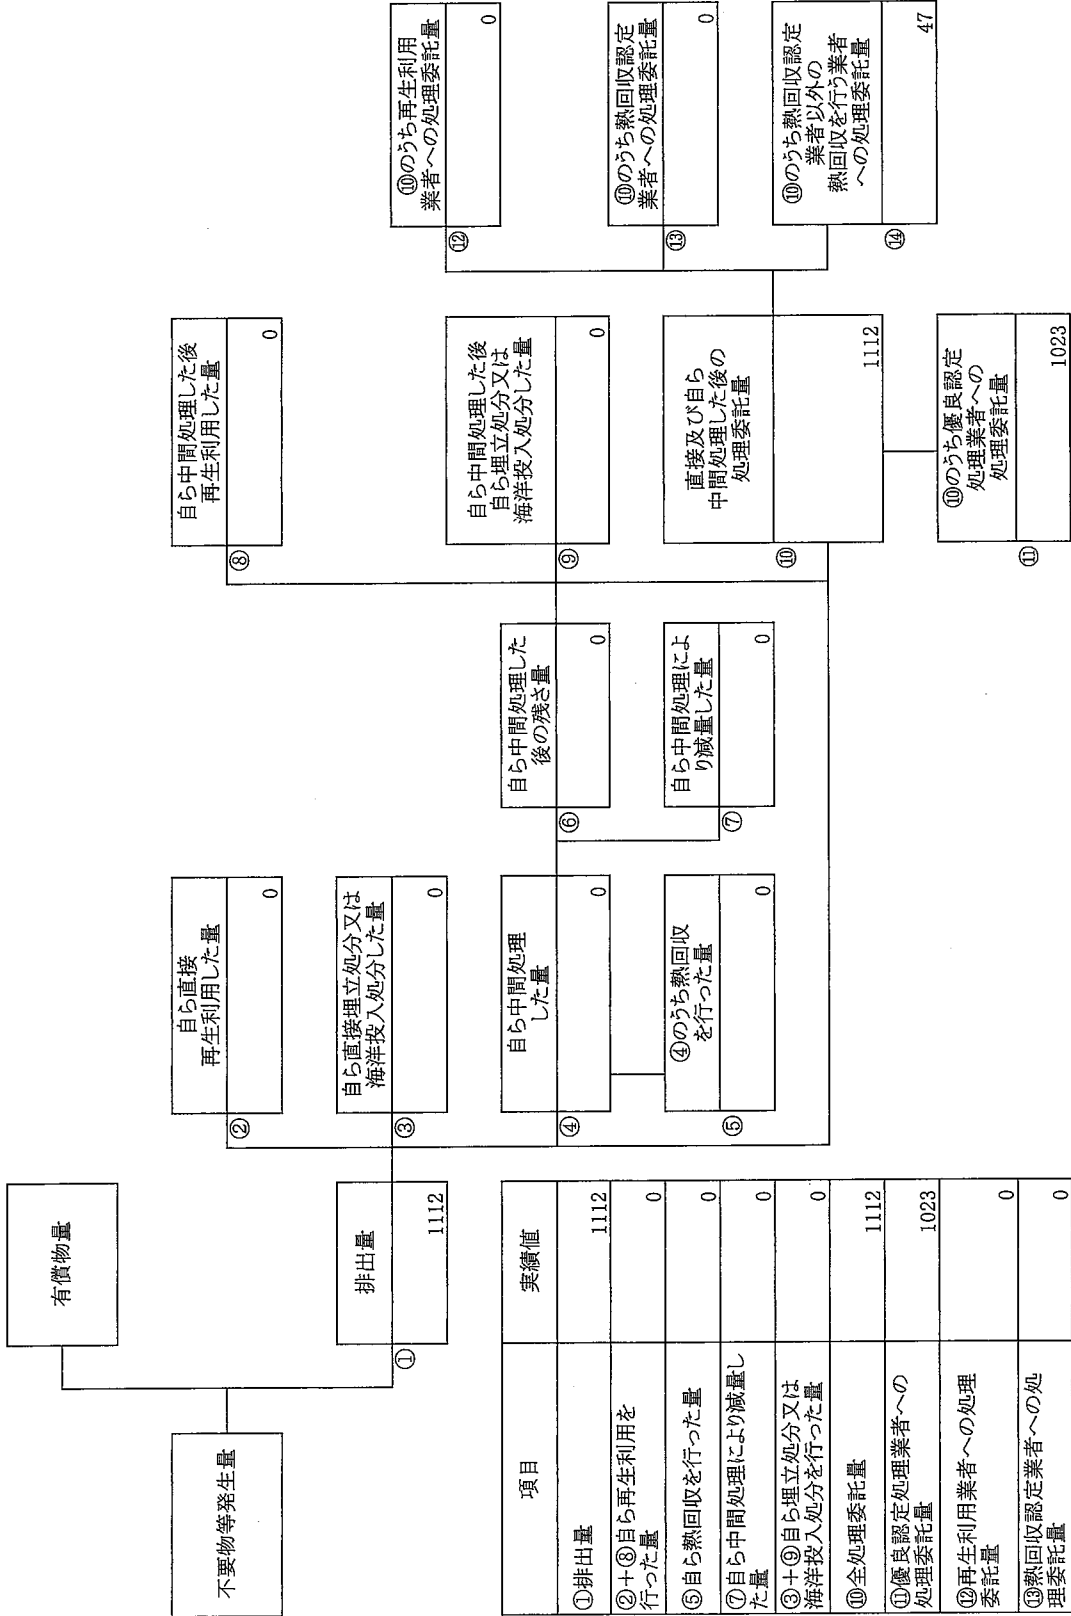 不要物等発生量
有償物量
①
排出量
1112
②
自ら直接
再生利用した量
0
③
自ら直接埋立処分又は
海洋投入処分した量
0
④
自ら中間処理
した量
0
⑤
④のうち熱回収
を行った量
0
⑥
自ら中間処理した
後の残さ量
0
⑦
自ら中間処理によ
り減量した量
0
⑧
自ら中間処理した後
再生利用した量
0
⑨
自ら中間処理した後
自ら埋立処分又は
海洋投入処分した量
0
⑩
直接及び自ら
中間処理した後の
処理委託量
1112
⑪
⑩のうち優良認定
処理業者への
処理委託量
1023
⑫
⑩のうち再生利用
業者への処理委託量
0
⑬
⑩のうち熱回収認定
業者への処理委託量
0
⑭
⑩のうち熱回収認定
業者以外の
熱回収を行う業者
への処理委託量
47
項目
実績値
①排出量
1112
②+⑧自ら再生利用を
行った量
0
⑤自ら熱回収を行った量
0
⑦自ら中間処理により減量し
た量
0
③+⑨自ら埋立処分又は
海洋投入処分を行った量
0
⑩全処理委託量
1112
⑪優良認定処理業者への
処理委託量
1023
⑫再生利用業者への処理
委託量
0
⑬熱回収認定業者への処
理委託量
0